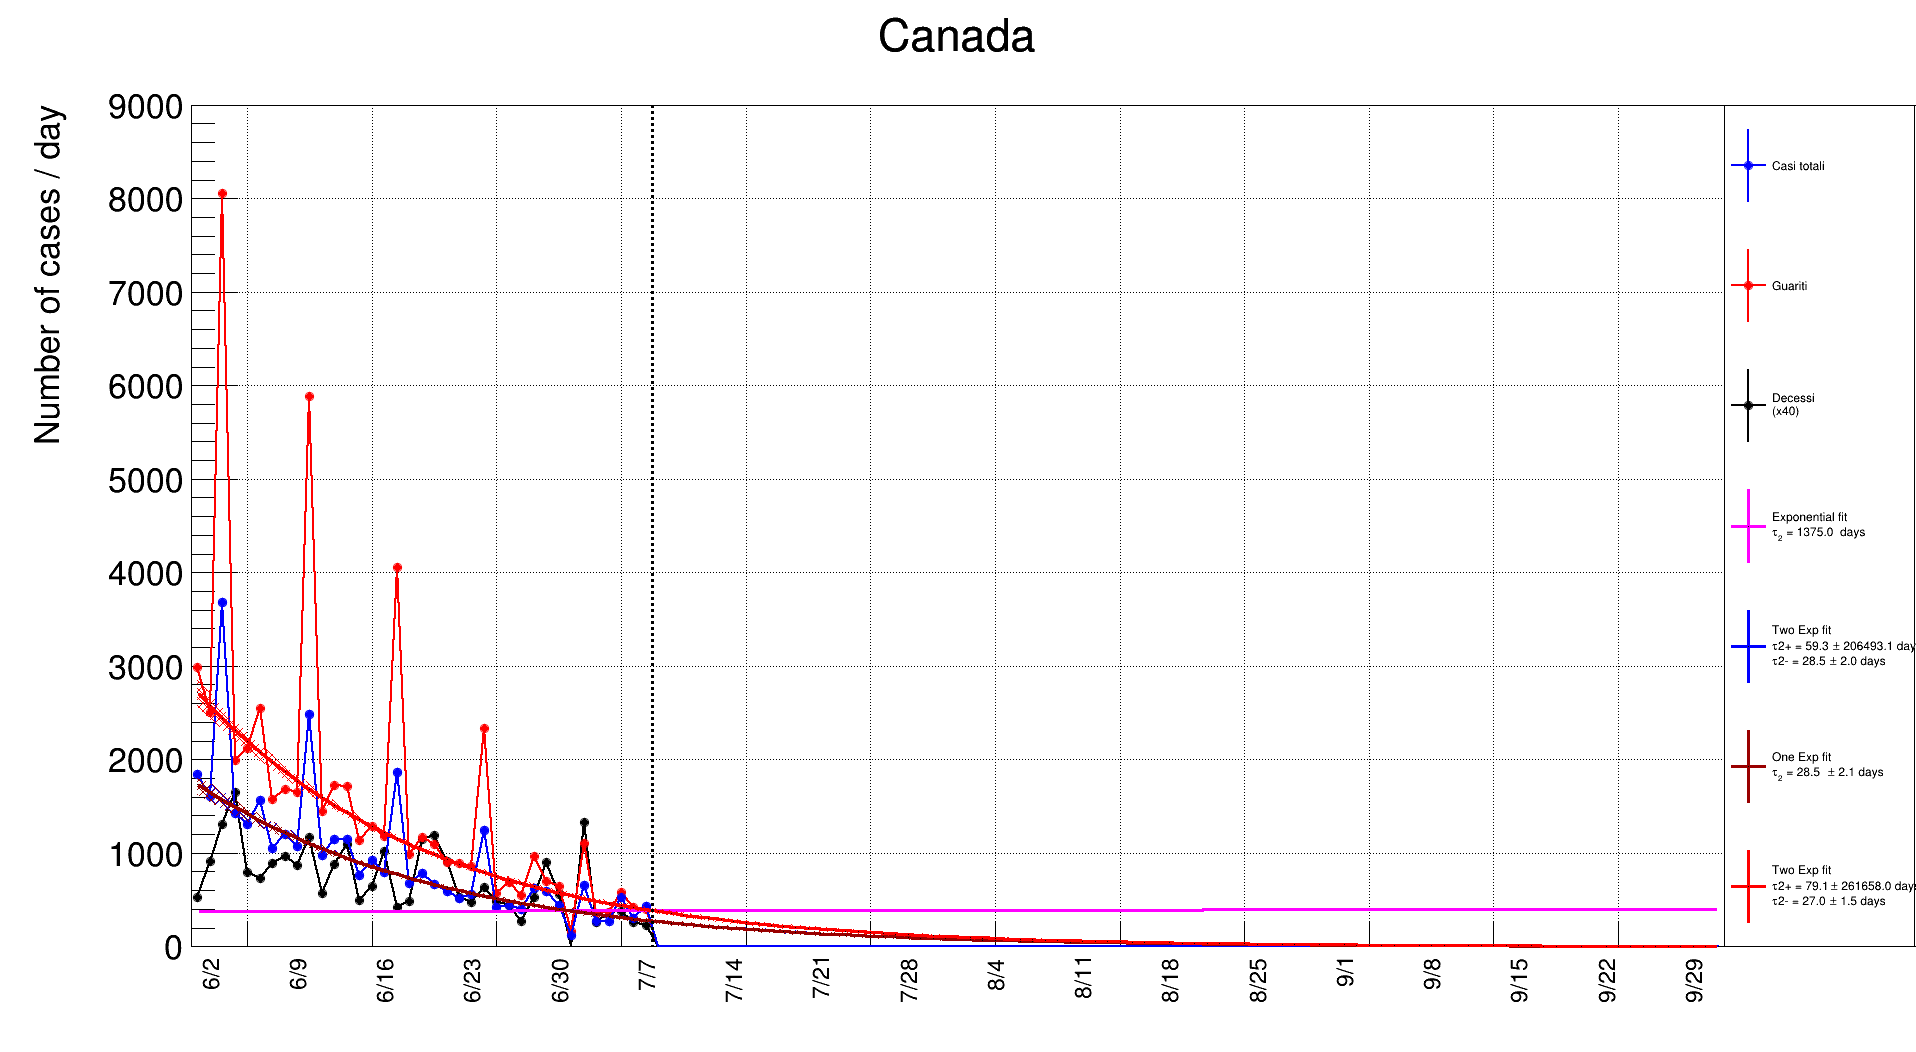 Canada
Number of cases / day
9000
8000
7000
6000
5000
4000
3000
2000
1000
0
6/2
6/9
6/16
6/23
6/30
7/7
7/14
7/21
7/28
8/4
8/11
8/18
8/25
9/1
9/8
9/15
9/22
9/29
Casi totali
Guariti
Decessi
(x40)
Exponential fit
τ2 = 1375.0 days
Two Exp fit
τ2+ = 59.3 ± 206493.1 day
τ2- = 28.5 ± 2.0 days
One Exp fit
τ2 = 28.5 ± 2.1 days
Two Exp fit
τ2+ = 79.1 ± 261658.0 days
τ2- = 27.0 ± 1.5 days